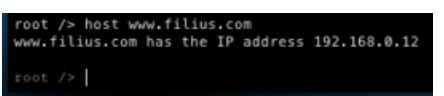 root /> host www.filius.com
www.filius.com has the IP address 192.168.0.12
root /> |